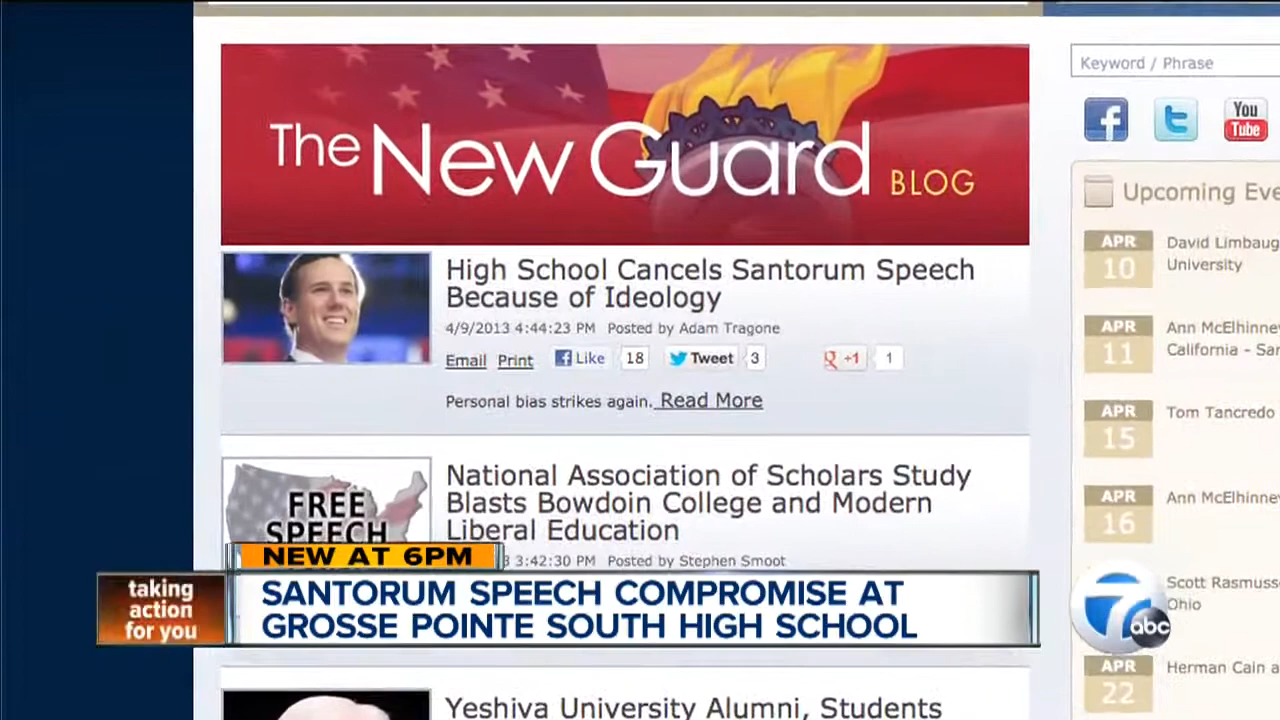 The New Guard BLOG
High School Cancels Santorum Speech
Because of Ideology
4/9/2013 4:44:23 PM Posted by Adam Tragone
Email Print Like 18 Tweet 3 +1 1
Personal bias strikes again. Read More
FREE
SPEECH
National Association of Scholars Study
Blasts Bowdoin College and Modern
Liberal Education
3:42:30 PM Posted by Stephen Smoot
Yeshiva University Alumni, Students
Keyword / Phrase
You
Tube
Upcoming Eve
APR
10
David Limbaug
University
APR
11
Ann McElhinney
California - Sar
APR
15
Tom Tancredo
APR
16
Ann McElhinney
Scott Rasmuss
Ohio
APR
22
Herman Cain a
NEW AT 6PM
taking
action
for you
SANTORUM SPEECH COMPROMISE AT
GROSSE POINTE SOUTH HIGH SCHOOL
7
abc